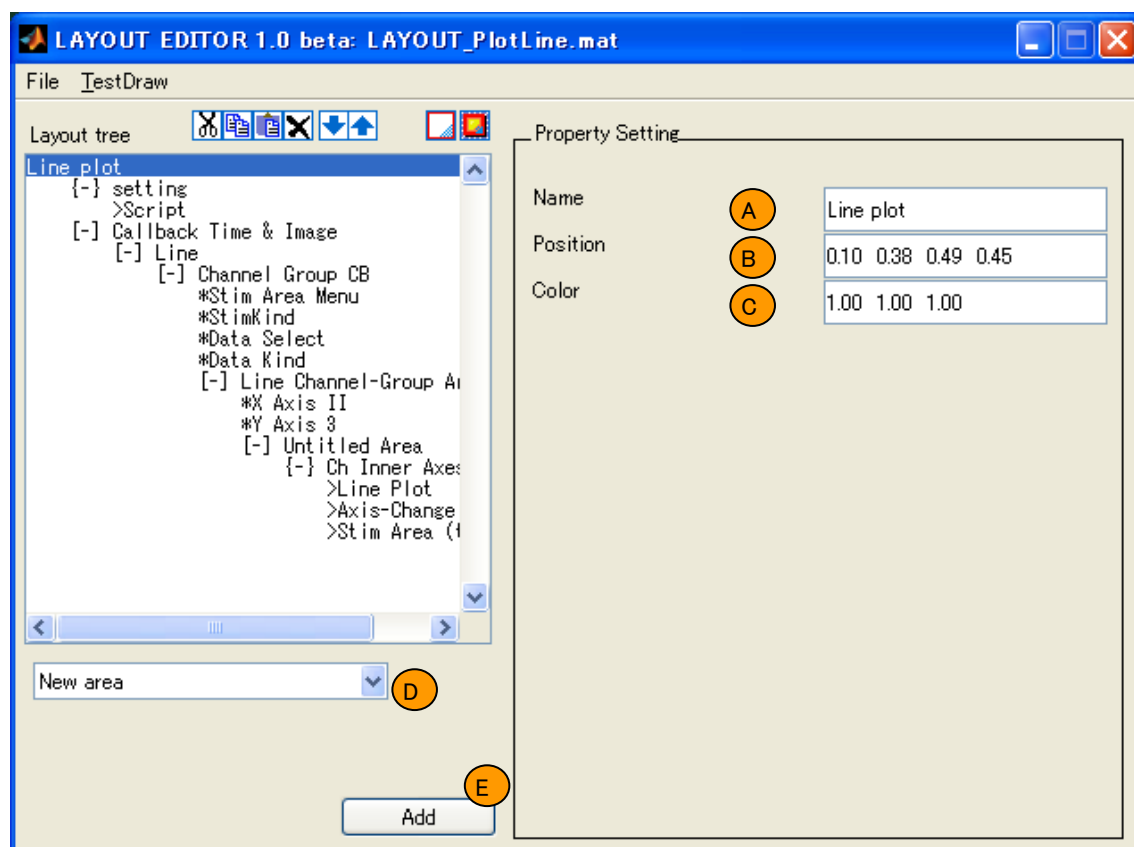 LAYOUT EDITOR 1.0 beta: LAYOUT_PlotLine.mat
File TestDraw
Layout tree
Line plot
{-} setting
>Script
[-] Callback Time & Image
[-] Line
[-] Channel Group CB
*Stim Area Menu
*StimKind
*Data Select
*Data Kind
[-] Line Channel-Group
*X Axis II
*Y Axis 3
[-] Untitled Area
{-} Ch Inner Axes
>Line Plot
>Axis-Change
>Stim Area (
New area
D
E
Add
Property Setting
Name A Line plot
Position B 0.10 0.38 0.49 0.45
Color C 1.00 1.00 1.00